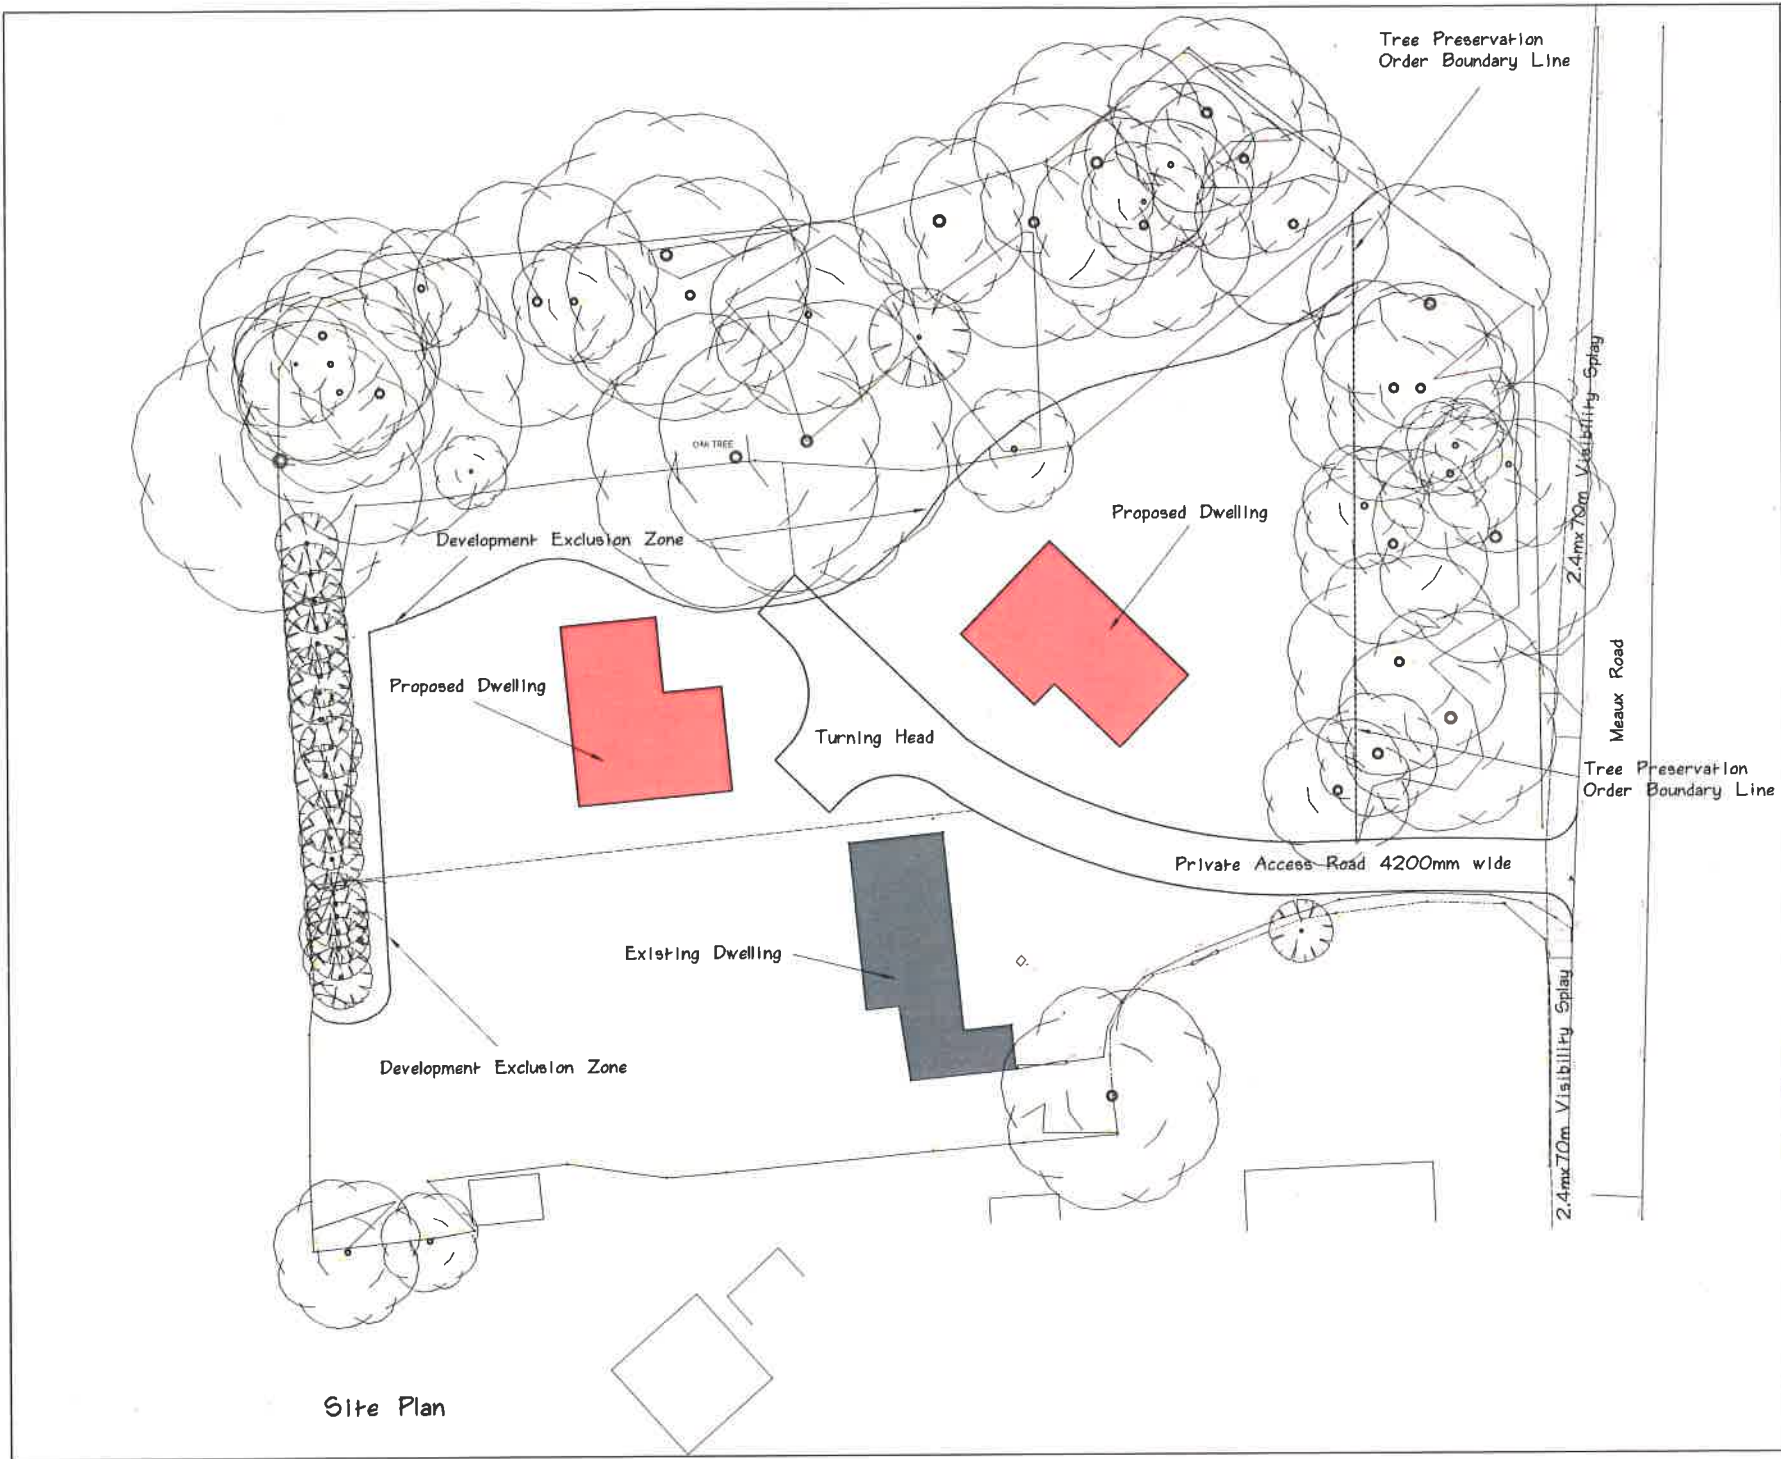 Tree Preservation
Order Boundary Line
OAK TREE
Proposed Dwelling
Development Exclusion Zone
2.4mx70m Visibility Splay
Proposed Dwelling
Meaux Road
Turning Head
Tree Preservation
Order Boundary Line
Private Access Road 4200mm wide
Existing Dwelling
Development Exclusion Zone
2.4mx70m Visibility Splay
Site Plan